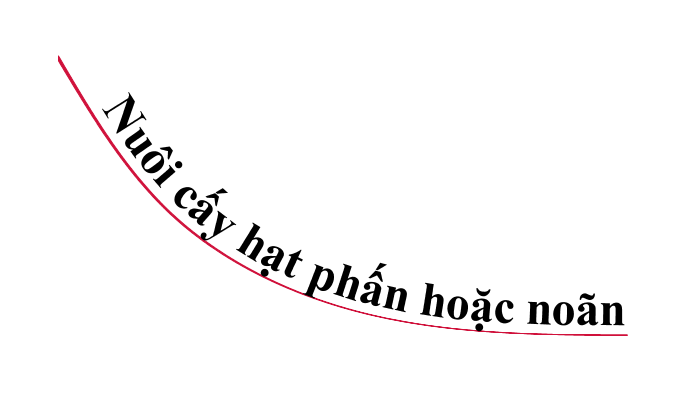 Nuôi cấy hạt phấn hoặc noãn